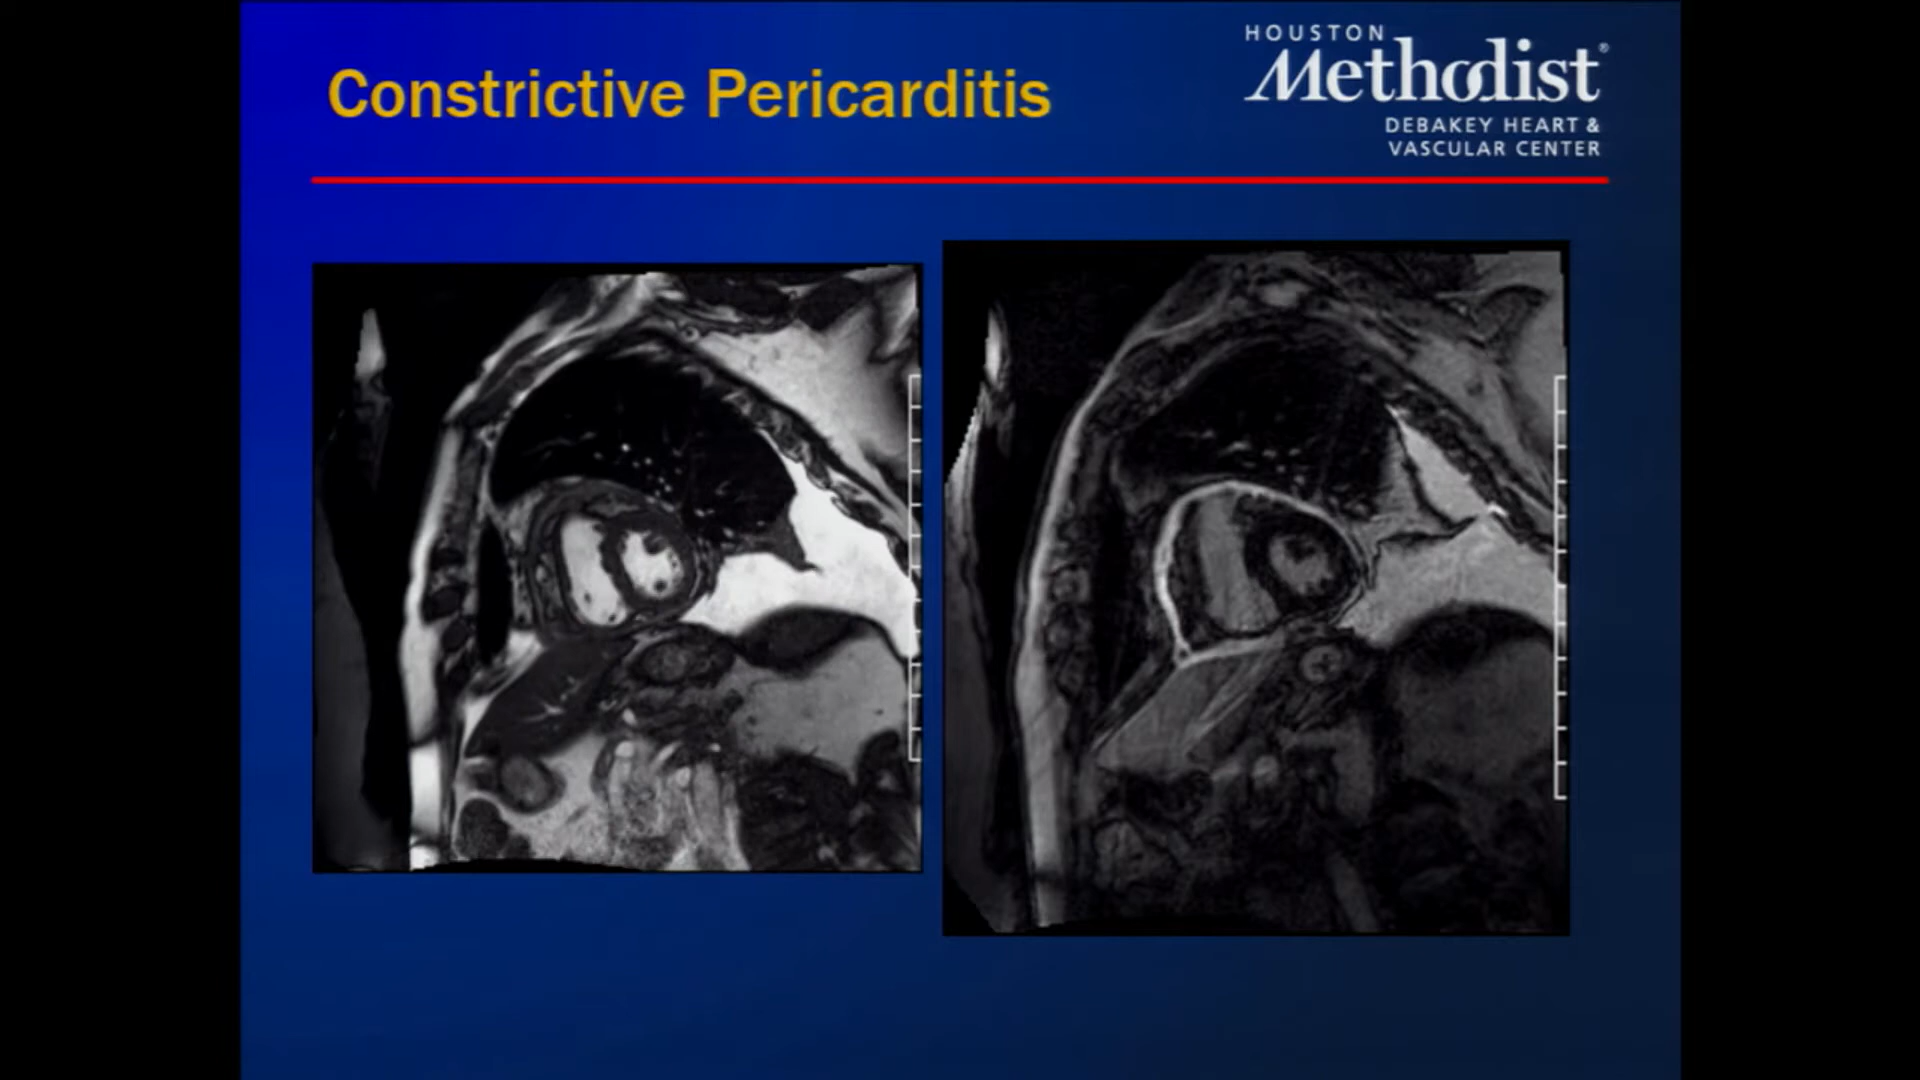 Constrictive Pericarditis
HOUSTON
Methodist®
DEBAKEY HEART &
VASCULAR CENTER